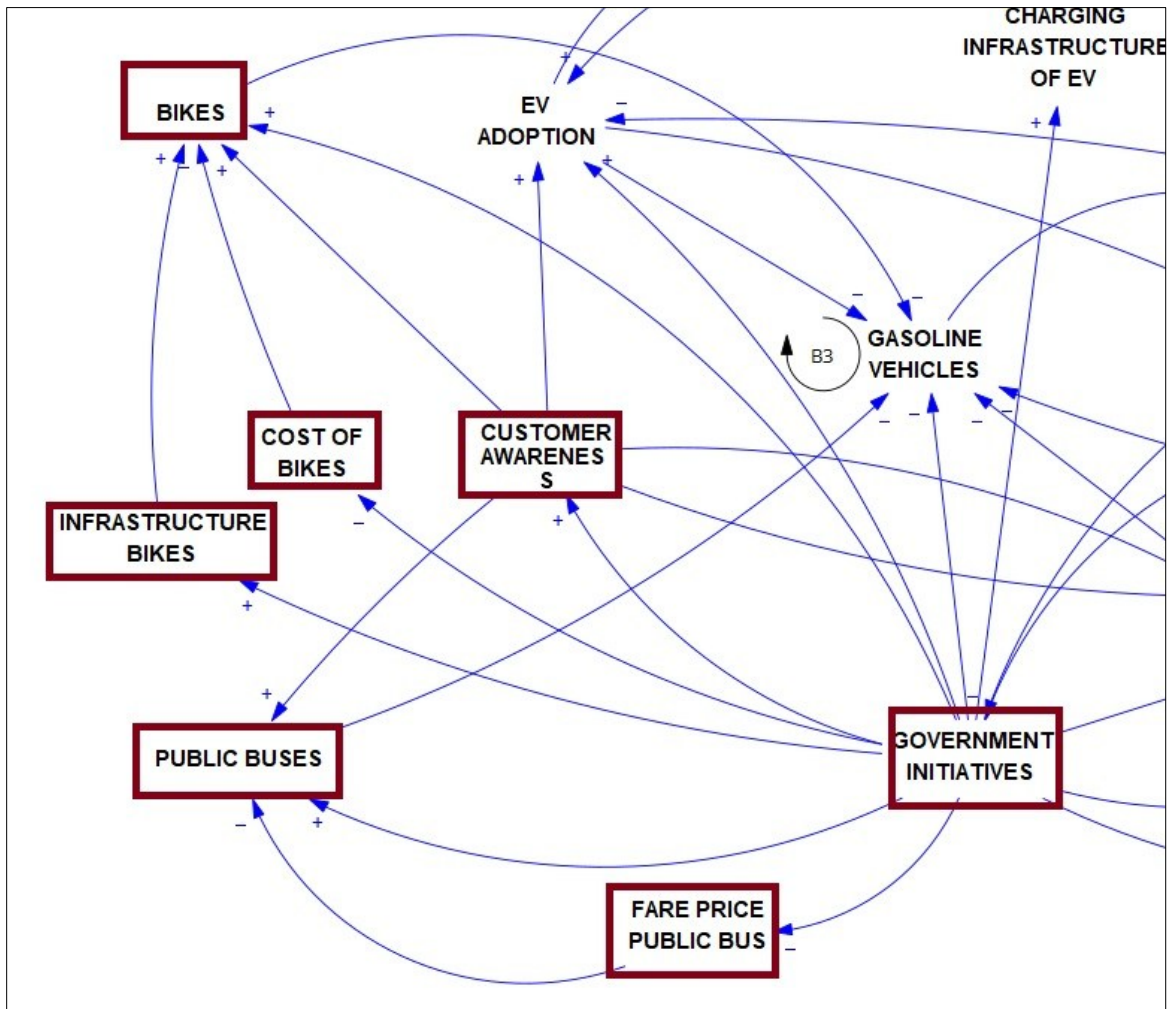 CHARGING
INFRASTRUCTURE
OF EV
+
BIKES
+
EV
ADOPTION
–
+
+
+
–
+
+
+
–
–
GASOLINE
VEHICLES
B3
–
–
–
–
COST OF
BIKES
CUSTOMER
AWARENES
S
–
+
INFRASTRUCTURE
BIKES
+
+
–
PUBLIC BUSES
GOVERNMENT
INITIATIVES
–
+
FARE PRICE
PUBLIC BUS
–